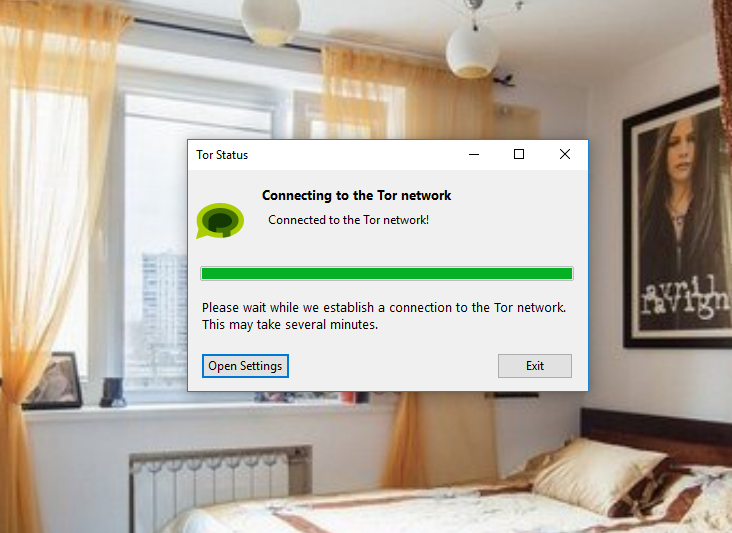 Tor Status
Connecting to the Tor network
Connected to the Tor network!
Please wait while we establish a connection to the Tor network.
This may take several minutes.
Open Settings
Exit
avril
lavigne